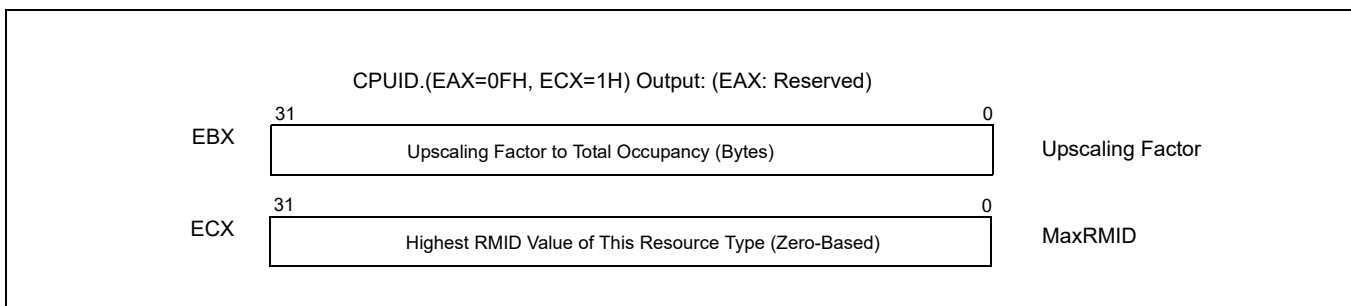 CPUID.(EAX=0FH, ECX=1H) Output: (EAX: Reserved)
31 0
EBX Upscaling Factor to Total Occupancy (Bytes) Upscaling Factor
31 0
ECX Highest RMID Value of This Resource Type (Zero-Based) MaxRMID